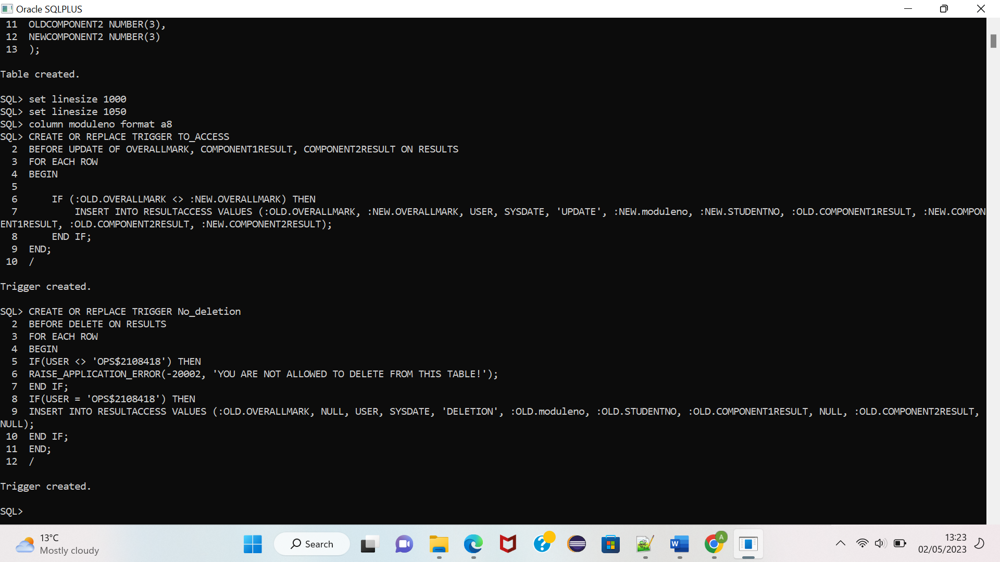 Oracle SQLPLUS
11 OLDCOMPONENT2 NUMBER(3),
12 NEWCOMPONENT2 NUMBER(3)
13 );
Table created.
SQL> set linesize 1000
SQL> set linesize 1050
SQL> column moduleno format a8
SQL> CREATE OR REPLACE TRIGGER TO_ACCESS
2 BEFORE UPDATE OF OVERALLMARK, COMPONENT1RESULT, COMPONENT2RESULT ON RESULTS
3 FOR EACH ROW
4 BEGIN
5
6 IF (:OLD.OVERALLMARK <> :NEW.OVERALLMARK) THEN
7 INSERT INTO RESULTACCESS VALUES (:OLD.OVERALLMARK, :NEW.OVERALLMARK, USER, SYSDATE, 'UPDATE', :NEW.moduleno, :NEW.STUDENTNO, :OLD.COMPONENT1RESULT, :NEW.COMPON
ENT1RESULT, :OLD.COMPONENT2RESULT, :NEW.COMPONENT2RESULT);
8 END IF;
9 END;
10 /
Trigger created.
SQL> CREATE OR REPLACE TRIGGER No_deletion
2 BEFORE DELETE ON RESULTS
3 FOR EACH ROW
4 BEGIN
5 IF(USER <> 'OPS$2108418') THEN
6 RAISE_APPLICATION_ERROR(-20002, 'YOU ARE NOT ALLOWED TO DELETE FROM THIS TABLE!');
7 END IF;
8 IF(USER = 'OPS$2108418') THEN
9 INSERT INTO RESULTACCESS VALUES (:OLD.OVERALLMARK, NULL, USER, SYSDATE, 'DELETION', :OLD.moduleno, :OLD.STUDENTNO, :OLD.COMPONENT1RESULT, NULL, :OLD.COMPONENT2RESULT,
NULL);
10 END IF;
11 END;
12 /
Trigger created.
SQL>
13°C
Mostly cloudy
Search
A
13:23
02/05/2023